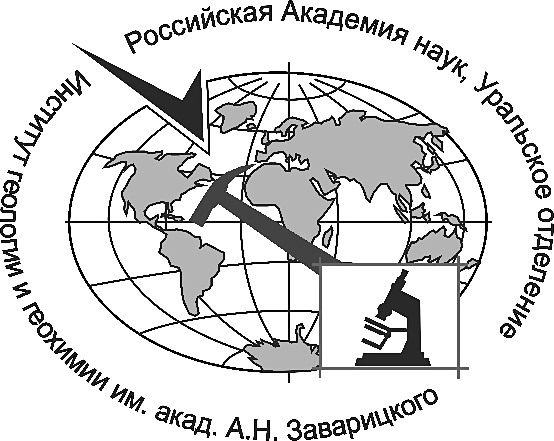 Российская Академия наук, Уральское отделение
Институт геологии и геохимии им. акад. А.Н. Заварицкого